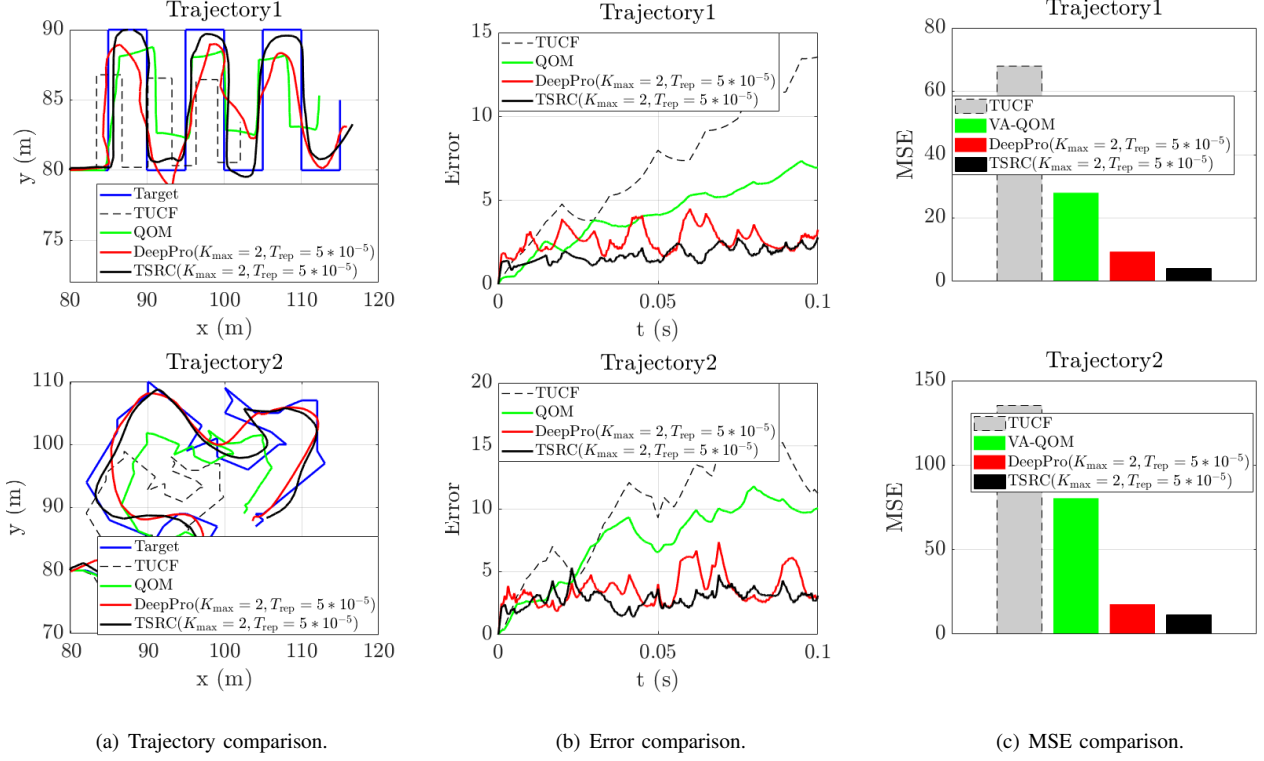 Trajectory1
90
85
80
75
y (m)
Target
TUCF
QOM
DeepPro(K_max = 2, T_rep = 5 * 10^-5)
TSRC(K_max = 2, T_rep = 5 * 10^-5)
80 90 100 110 120
x (m)
Trajectory1
15
10
5
0
Error
TUCF
QOM
DeepPro(K_max = 2, T_rep = 5 * 10^-5)
TSRC(K_max = 2, T_rep = 5 * 10^-5)
0 0.05 0.1
t (s)
Trajectory1
80
60
40
20
0
MSE
TUCF
VA-QOM
DeepPro(K_max = 2, T_rep = 5 * 10^-5)
TSRC(K_max = 2, T_rep = 5 * 10^-5)
Trajectory2
110
100
90
80
70
y (m)
Target
TUCF
QOM
DeepPro(K_max = 2, T_rep = 5 * 10^-5)
TSRC(K_max = 2, T_rep = 5 * 10^-5)
80 90 100 110 120
x (m)
Trajectory2
20
15
10
5
0
Error
TUCF
QOM
DeepPro(K_max = 2, T_rep = 5 * 10^-5)
TSRC(K_max = 2, T_rep = 5 * 10^-5)
0 0.05 0.1
t (s)
Trajectory2
150
100
50
0
MSE
TUCF
VA-QOM
DeepPro(K_max = 2, T_rep = 5 * 10^-5)
TSRC(K_max = 2, T_rep = 5 * 10^-5)
(a) Trajectory comparison.
(b) Error comparison.
(c) MSE comparison.